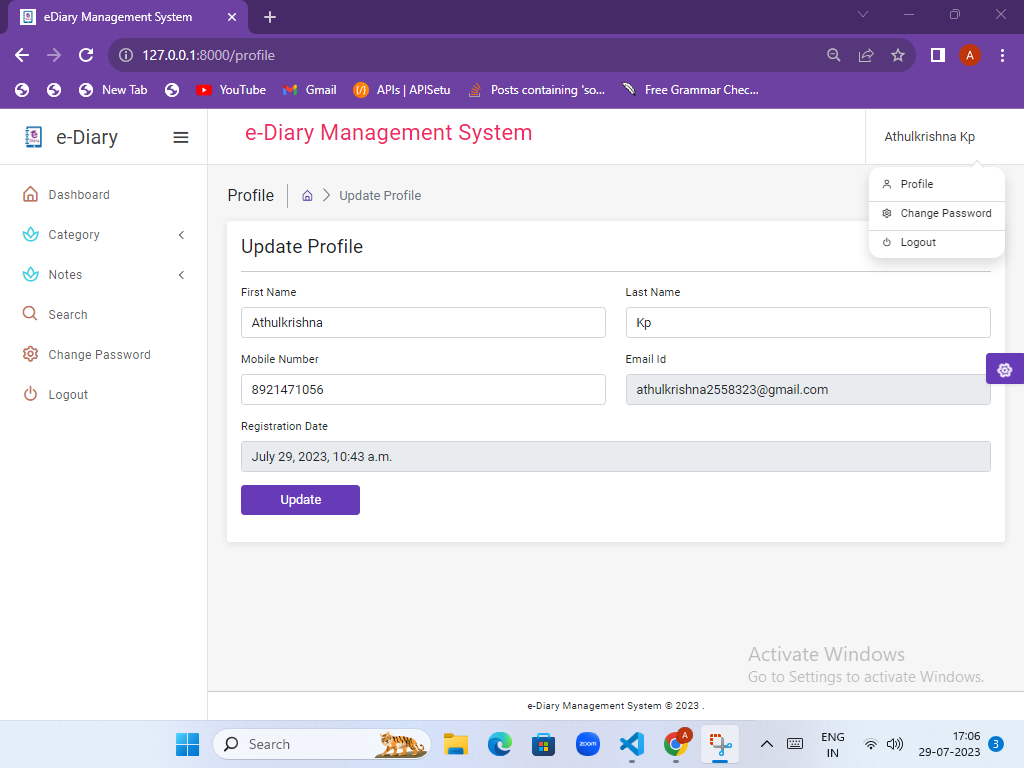 eDiary Management System
127.0.0.1:8000/profile
A
New Tab
YouTube
Gmail
APIs | APISetu
Posts containing 'so...
Free Grammar Chec...
e-Diary
e-Diary Management System
Athulkrishna Kp
Profile
Change Password
Logout
Dashboard
Category
Notes
Search
Change Password
Logout
Profile
Update Profile
Update Profile
First Name
Last Name
Athulkrishna
Kp
Mobile Number
Email Id
8921471056
athulkrishna2558323@gmail.com
Registration Date
July 29, 2023, 10:43 a.m.
Update
Activate Windows
Go to Settings to activate Windows.
e-Diary Management System © 2023 .
Search
zoom
A
ENG
IN
17:06
29-07-2023
3